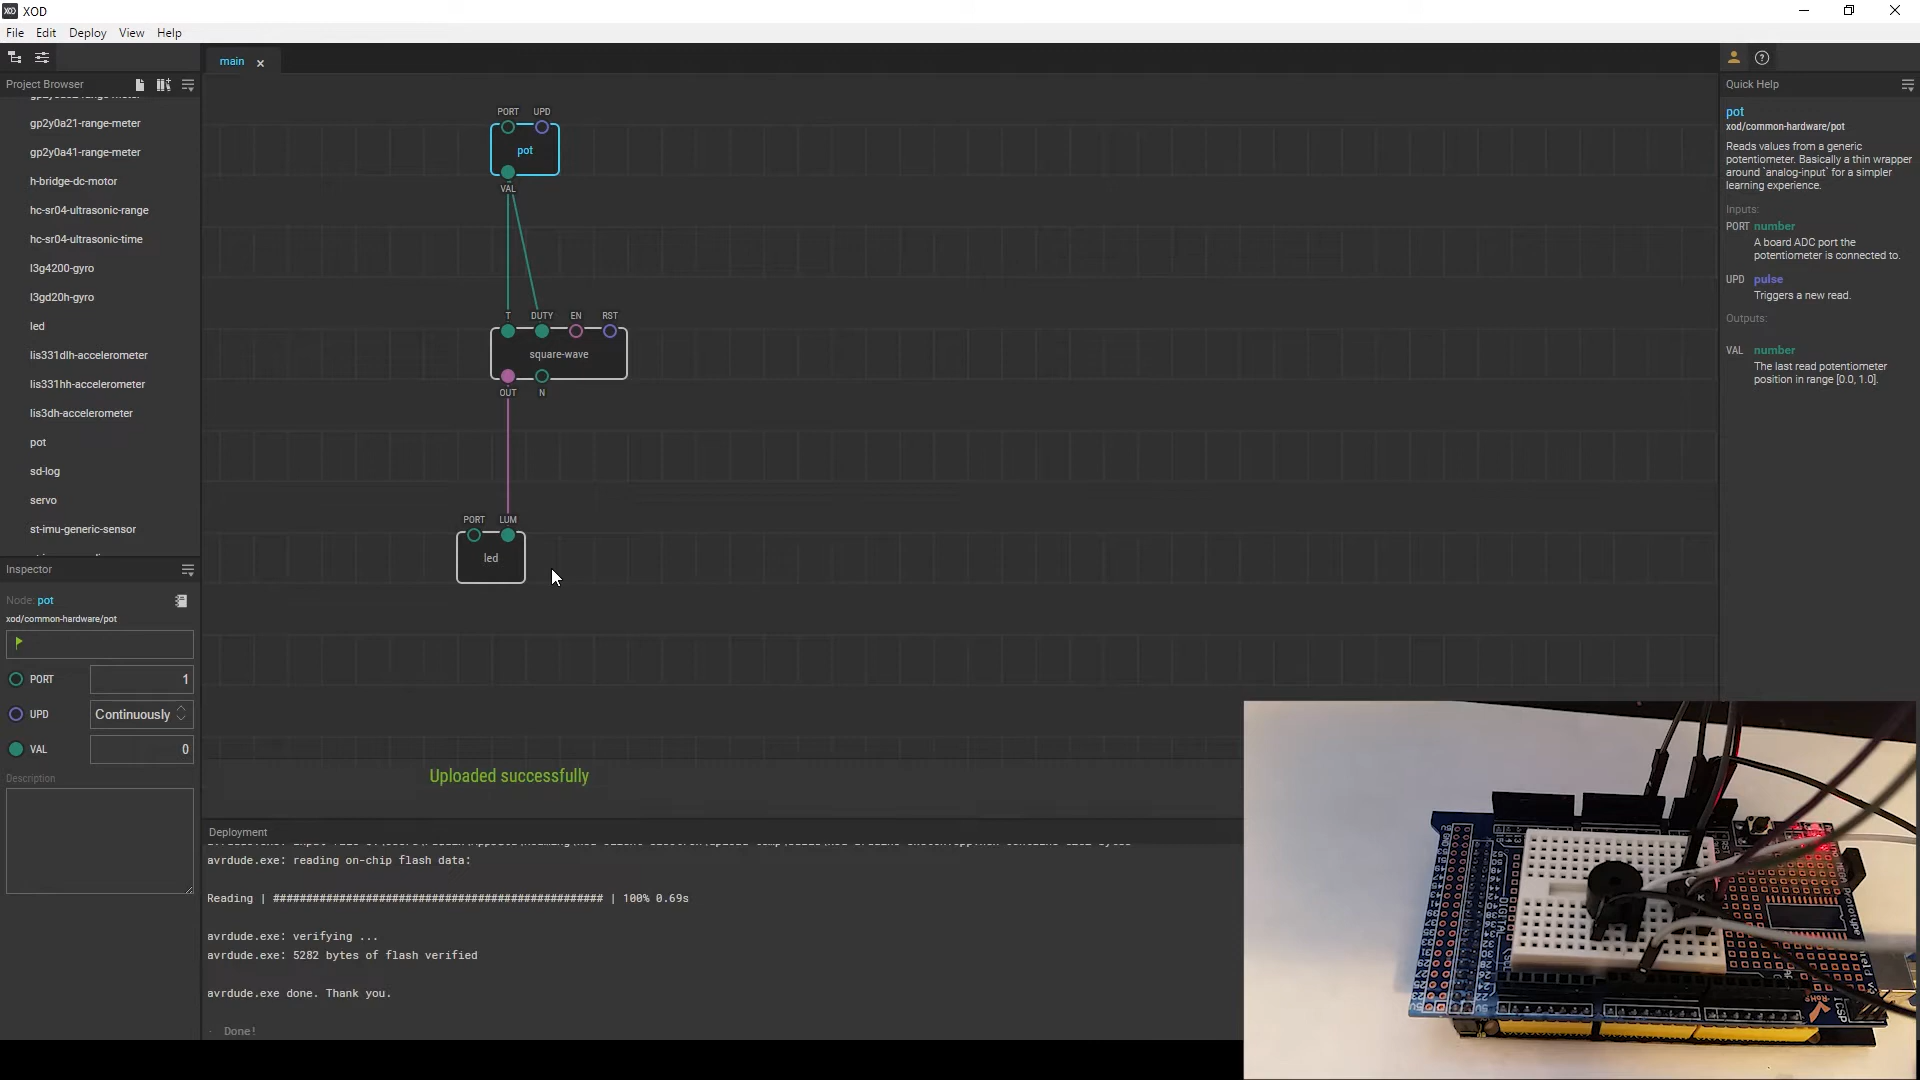 XOD
File Edit Deploy View Help
Project Browser
main
gp2y0a21-range-meter
gp2y0a41-range-meter
h-bridge-dc-motor
hc-sr04-ultrasonic-range
hc-sr04-ultrasonic-time
l3g4200-gyro
l3gd20h-gyro
led
lis331dlh-accelerometer
lis331hh-accelerometer
lis3dh-accelerometer
pot
sd-log
servo
st-imu-generic-sensor
Inspector
Node: pot
xod/common-hardware/pot
PORT 1
UPD Continuously
VAL 0
Description
PORT UPD
pot
VAL
T DUTY EN RST
square-wave
OUT N
PORT LUM
led
Uploaded successfully
Deployment
avrdude.exe: reading on-chip flash data:
Reading | ################################################## | 100% 0.69s
avrdude.exe: verifying ...
avrdude.exe: 5282 bytes of flash verified
avrdude.exe done. Thank you.
Done!
Quick Help
pot
xod/common-hardware/pot
Reads values from a generic
potentiometer. Basically a thin wrapper
around `analog-input` for a simpler
learning experience.
Inputs:
PORT number
A board ADC port the
potentiometer is connected to.
UPD pulse
Triggers a new read.
Outputs:
VAL number
The last read potentiometer
position in range [0.0, 1.0].
DIGITAL
ICSP
RoHS